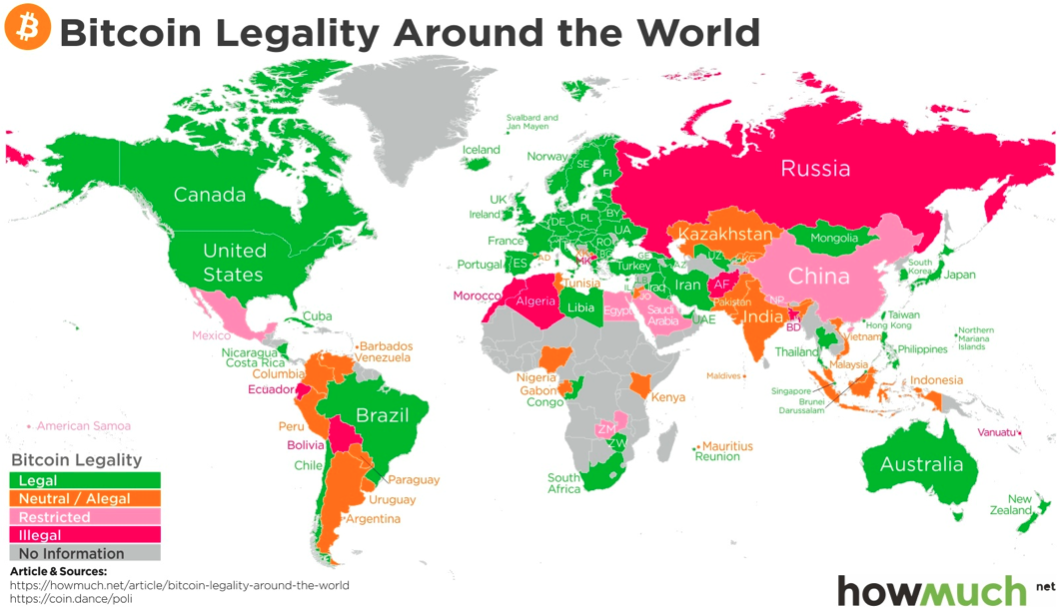 Bitcoin Legality Around the World
Svalbard and
Jan Mayen
Iceland
Norway
SE
FI
Russia
Canada
UK
Ireland
DE
PL
BY
UA
Kazakhstan
Mongolia
United
States
France
RO
Portugal
ES
Turkey
GE
AZ
UZ
KG
South
Korea
Japan
China
Morocco
Algeria
Tunisia
Libia
Egypt
JO
IL
Iraq
Iran
AF
Saudi
Arabia
UAE
Pakistan
NP
India
BD
Taiwan
Hong Kong
Cuba
Mexico
Barbados
Venezuela
Nicaragua
Costa Rica
Columbia
Ecuador
Thailand
Vietnam
Philippines
Northern
Mariana
Islands
Malaysia
Maldives
Nigeria
Gabon
Congo
Kenya
Singapore
Brunei
Darussalam
Indonesia
Brazil
Peru
Bolivia
American Samoa
ZM
ZW
Mauritius
Reunion
Vanuatu
Chile
Paraguay
Uruguay
Argentina
South
Africa
Australia
New
Zealand
Bitcoin Legality
Legal
Neutral / Alegal
Restricted
Illegal
No Information
Article & Sources:
https://howmuch.net/article/bitcoin-legality-around-the-world
https://coin.dance/poli
howmuch net